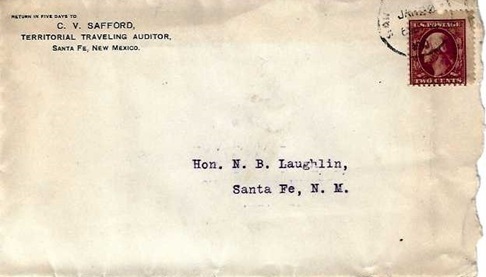 RETURN IN FIVE DAYS TO
C. V. SAFFORD,
TERRITORIAL TRAVELING AUDITOR,
SANTA FE, NEW MEXICO.
JAN
U.S. POSTAGE
TWO CENTS
Hon. N. B. Laughlin,
Santa Fe, N. M.